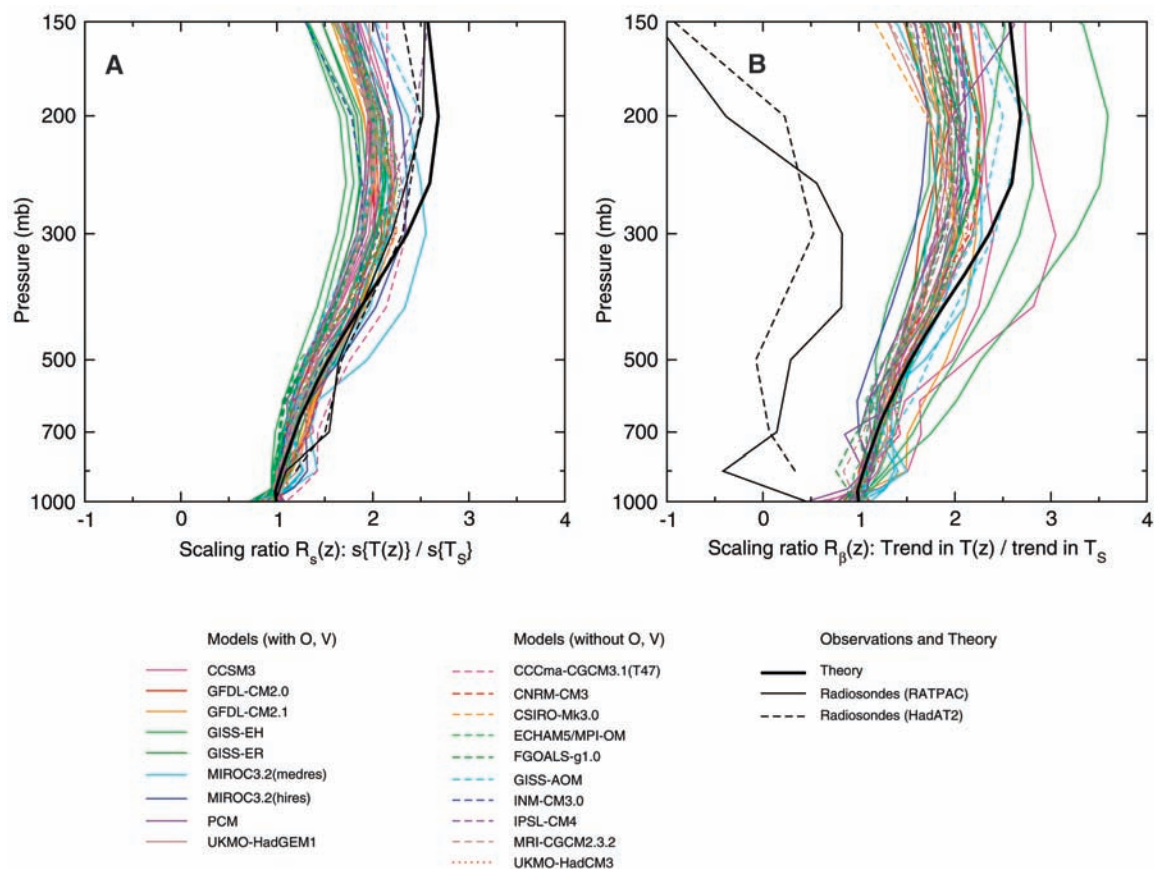 150
200
300
500
700
1000
Pressure (mb)
A
-1 0 1 2 3 4
Scaling ratio Rs(z): s{T(z)} / s{TS}
150
200
300
500
700
1000
Pressure (mb)
B
-1 0 1 2 3 4
Scaling ratio Rβ(z): Trend in T(z) / trend in TS
Models (with O, V)
CCSM3
GFDL-CM2.0
GFDL-CM2.1
GISS-EH
GISS-ER
MIROC3.2(medres)
MIROC3.2(hires)
PCM
UKMO-HadGEM1
Models (without O, V)
CCCma-CGCM3.1(T47)
CNRM-CM3
CSIRO-Mk3.0
ECHAM5/MPI-OM
FGOALS-g1.0
GISS-AOM
INM-CM3.0
IPSL-CM4
MRI-CGCM2.3.2
UKMO-HadCM3
Observations and Theory
Theory
Radiosondes (RATPAC)
Radiosondes (HadAT2)